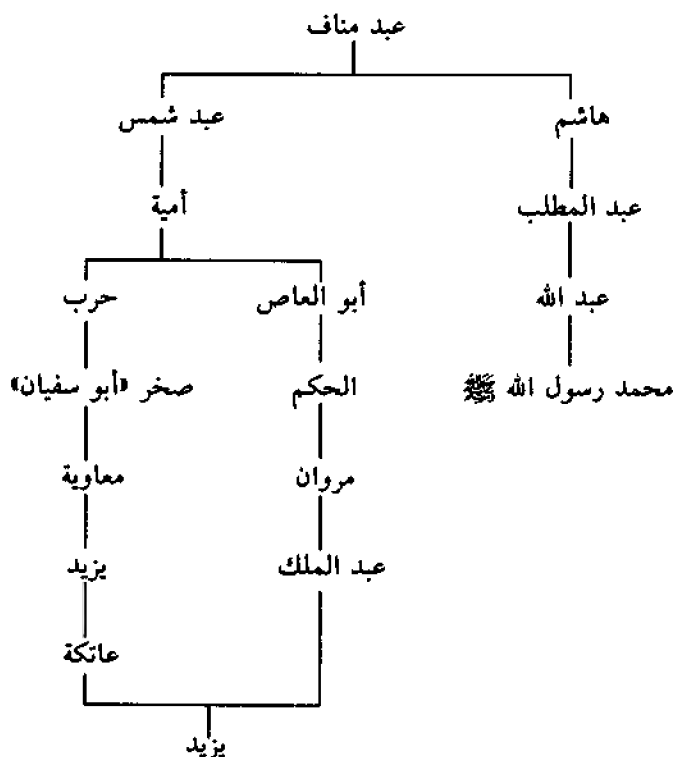 عبد مناف
هاشم عبد شمس
عبد المطلب أمية
عبد الله أبو العاص حرب
محمد رسول الله ﷺ الحكم صخر «أبو سفيان»
مروان معاوية
عبد الملك يزيد
عاتكة
يزيد